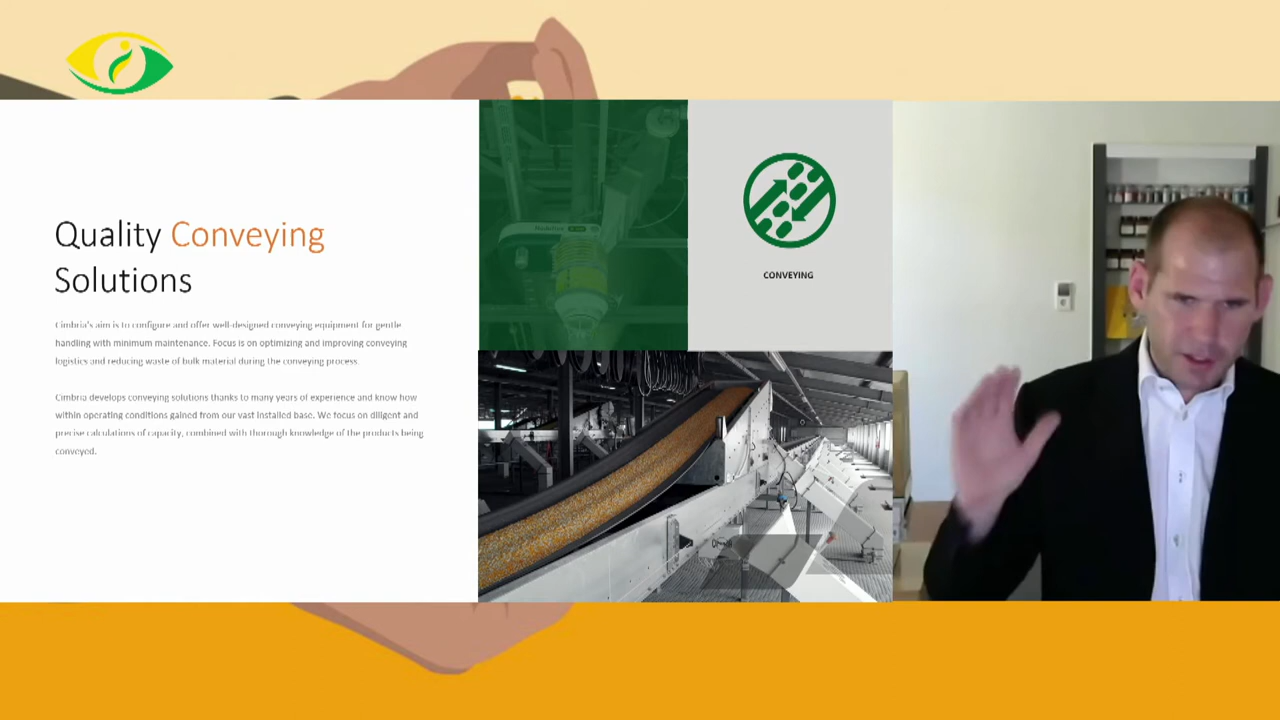 Quality Conveying
Solutions
Cimbria's aim is to configure and offer well-designed conveying equipment for gentle
handling with minimum maintenance. Focus is on optimizing and improving conveying
logistics and reducing waste of bulk material during the conveying process.
Cimbria develops conveying solutions thanks to many years of experience and know how
within operating conditions gained from our vast installed base. We focus on diligent and
precise calculations of capacity, combined with thorough knowledge of the products being
conveyed.
CONVEYING